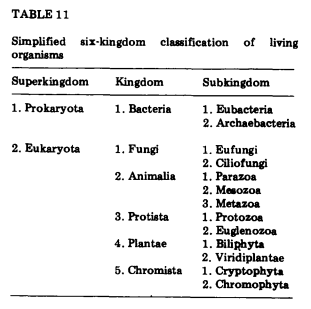 TABLE 11
Simplified six-kingdom classification of living
organisms
Superkingdom Kingdom Subkingdom
1. Prokaryota 1. Bacteria 1. Eubacteria
2. Archaebacteria
2. Eukaryota 1. Fungi 1. Eufungi
2. Ciliofungi
2. Animalia 1. Parazoa
2. Mesozoa
3. Metazoa
3. Protista 1. Protozoa
2. Euglenozoa
4. Plantae 1. Biliphyta
2. Viridiplantae
5. Chromista 1. Cryptophyta
2. Chromophyta